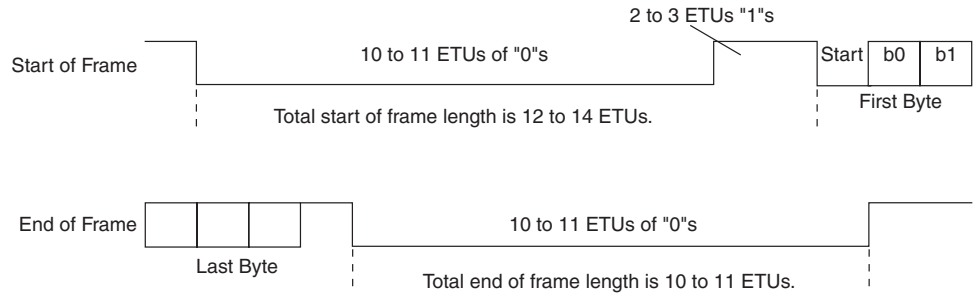 2 to 3 ETUs "1"s
Start of Frame
10 to 11 ETUs of "0"s
Start
b0
b1
First Byte
Total start of frame length is 12 to 14 ETUs.
End of Frame
10 to 11 ETUs of "0"s
Last Byte
Total end of frame length is 10 to 11 ETUs.